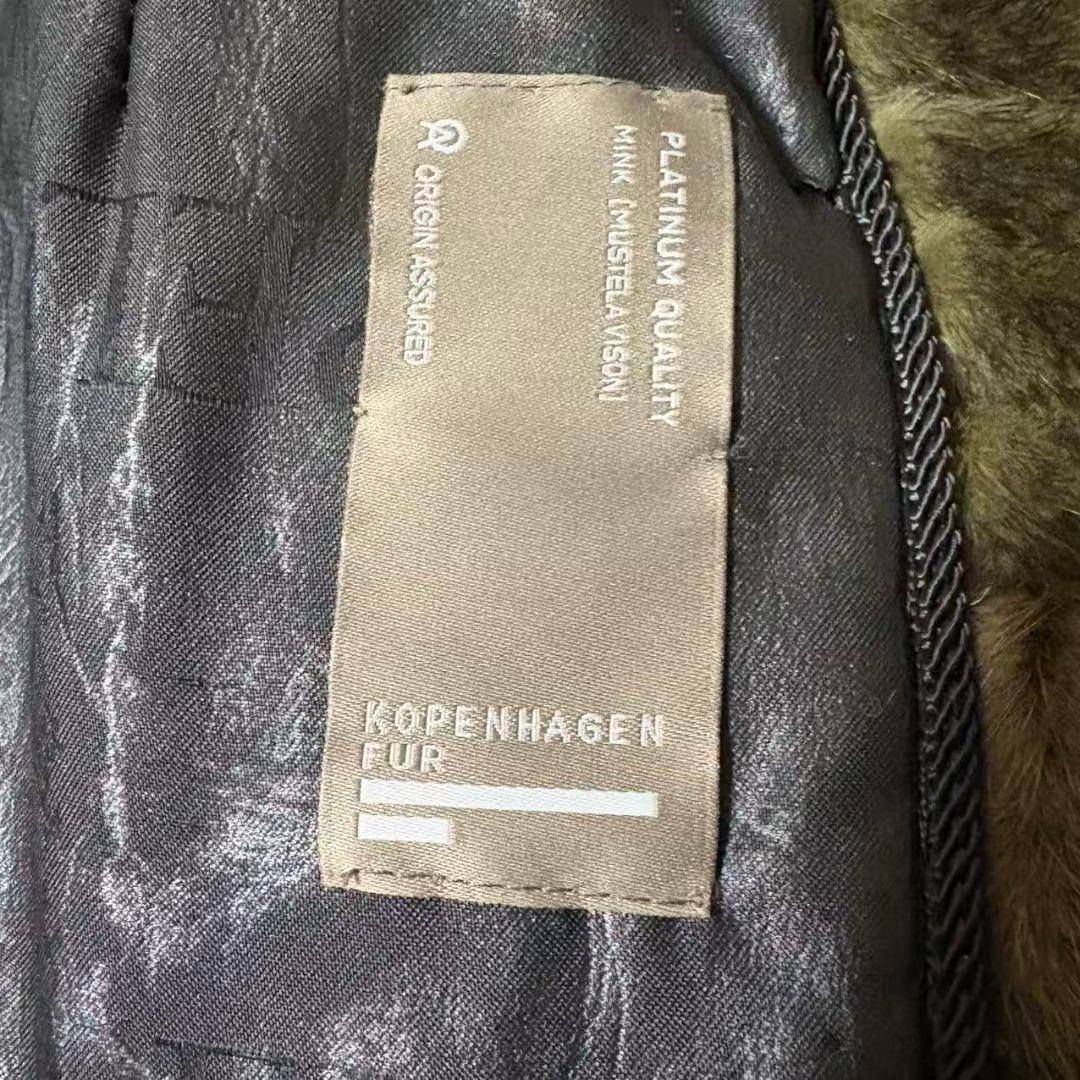 PLATINUM QUALITY
MINK (MUSTELA VISON)
ORIGIN ASSURED
KOPENHAGEN
FUR